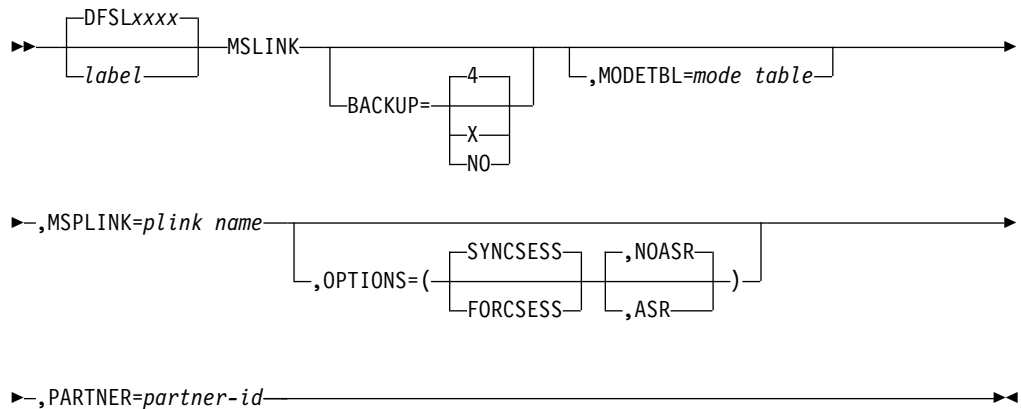 DFSLxxxx
label
MSLINK
BACKUP=
4
X
NO
,MODETBL=mode table
,MSPLINK=plink name
,OPTIONS=(
SYNCSESS
FORCSESS
,NOASR
,ASR
)
,PARTNER=partner-id